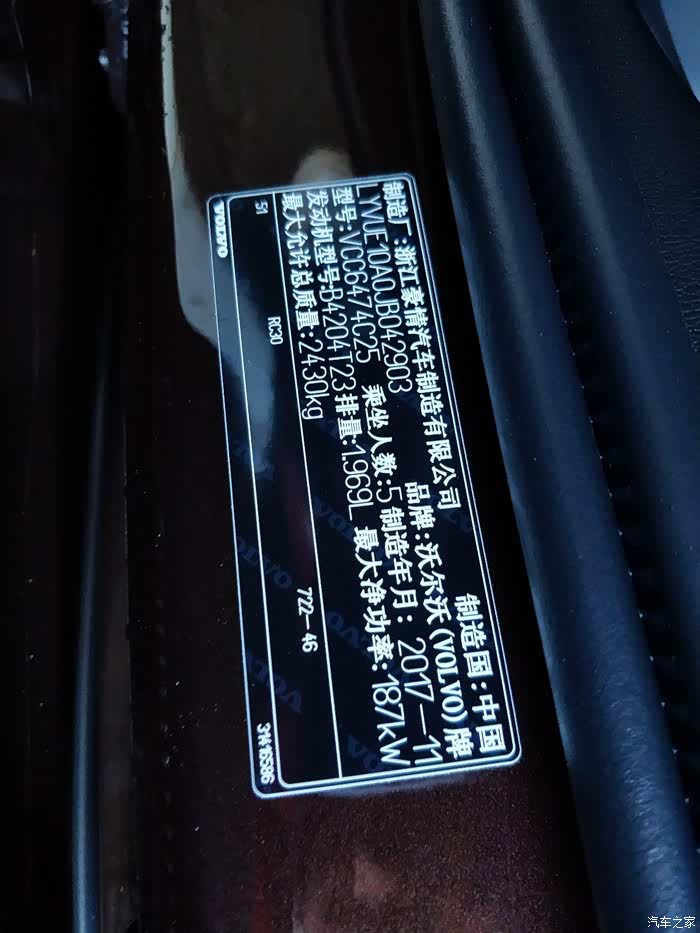 制造厂:浙江豪情汽车制造有限公司 制造国:中国
LYVUE10A0JB042903 品牌:沃尔沃(VOLVO)牌
型号:VCC6474C25 乘坐人数:5 制造年月: 2017-11
发动机型号:B4204T23 排量:1.969L 最大净功率:187kW
最大允许总质量:2430kg
51 RC30 722-46
VOLVO 31416586
汽车之家